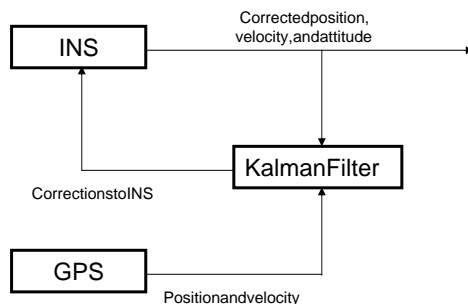 Correctedposition,
velocity,andattitude
INS
KalmanFilter
CorrectionstoINS
GPS
Positionandvelocity